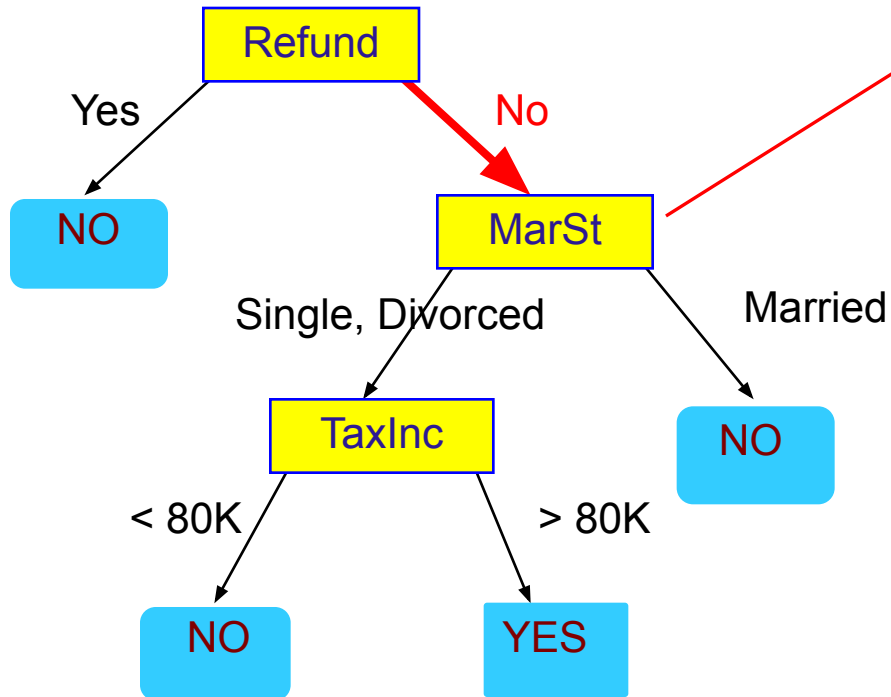 Refund
Yes
No
NO
MarSt
Single, Divorced
Married
TaxInc
NO
< 80K
> 80K
NO
YES